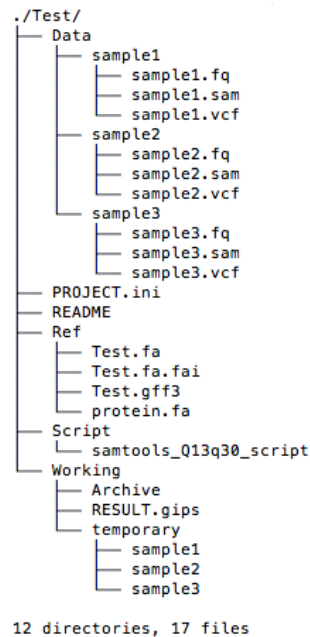 ./Test/
├── Data
│   ├── sample1
│   │   ├── sample1.fq
│   │   ├── sample1.sam
│   │   └── sample1.vcf
│   ├── sample2
│   │   ├── sample2.fq
│   │   ├── sample2.sam
│   │   └── sample2.vcf
│   └── sample3
│       ├── sample3.fq
│       ├── sample3.sam
│       └── sample3.vcf
├── PROJECT.ini
├── README
├── Ref
│   ├── Test.fa
│   ├── Test.fa.fai
│   ├── Test.gff3
│   └── protein.fa
├── Script
│   └── samtools_Q13q30_script
└── Working
    ├── Archive
    ├── RESULT.gips
    └── temporary
        ├── sample1
        ├── sample2
        └── sample3
12 directories, 17 files